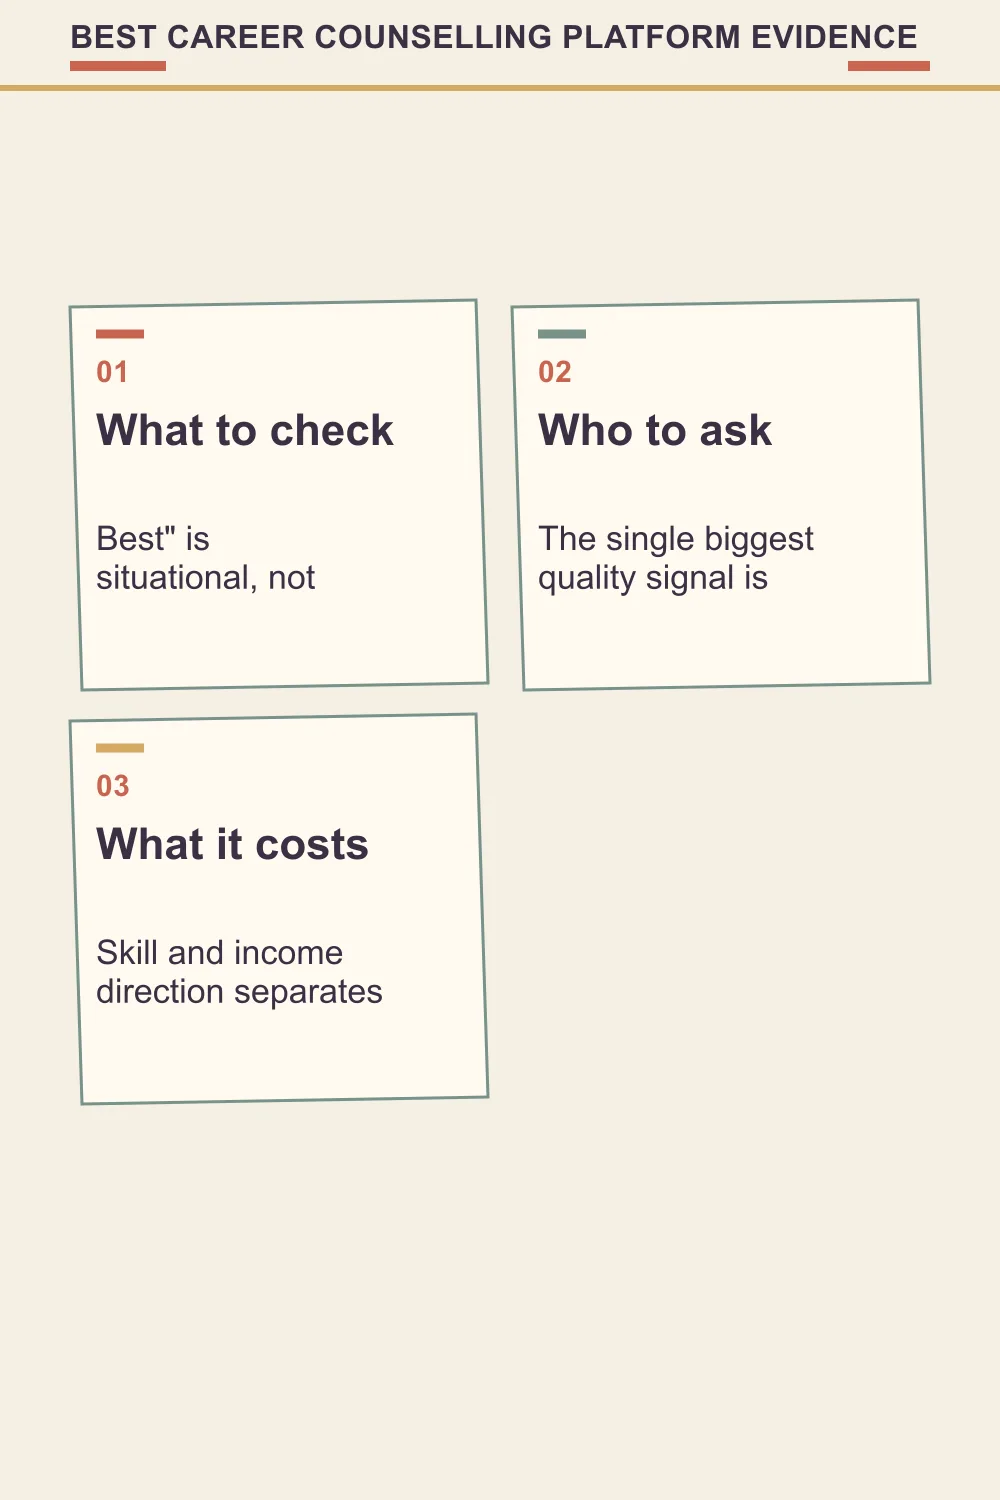 BEST CAREER COUNSELLING PLATFORM EVIDENCE
01
What to check
Best" is
situational, not
02
Who to ask
The single biggest
quality signal is
03
What it costs
Skill and income
direction separates